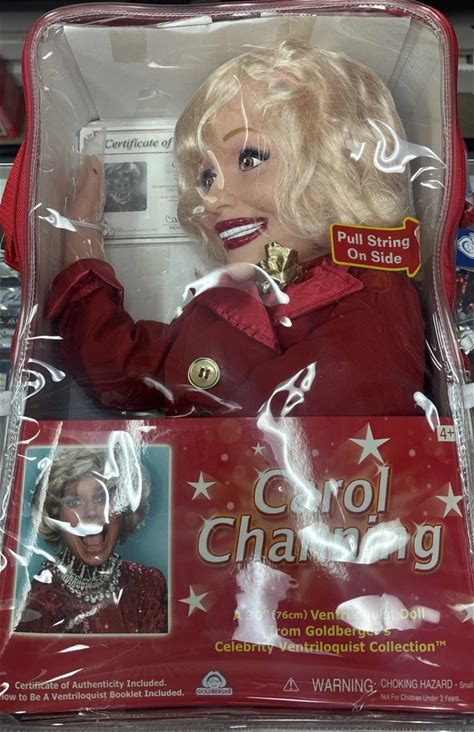 Certificate of
Pull String
On Side
4+
Carol
Channing
A 30" (76cm) Ventriloquist Doll
from Goldberger's
Celebrity Ventriloquist Collection™
Certificate of Authenticity Included.
How to Be A Ventriloquist Booklet Included.
GOLDBERGER
WARNING: CHOKING HAZARD - Small
Not For Children Under 3 Years